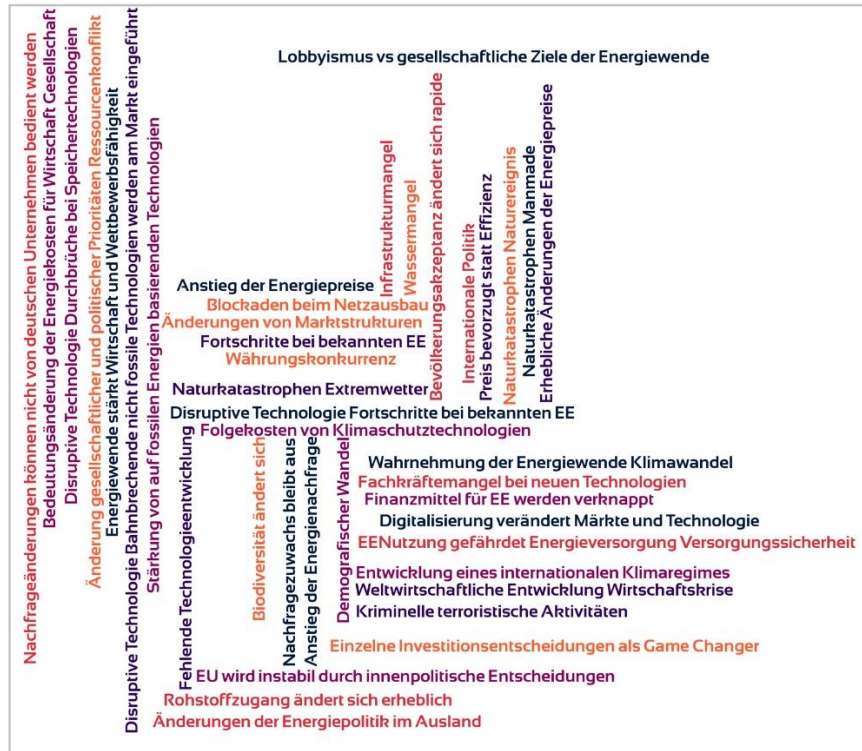 Lobbyismus vs gesellschaftliche Ziele der Energiewende
Nachfrageänderungen können nicht von deutschen Unternehmen bedient werden
Bedeutungsänderung der Energiekosten für Wirtschaft Gesellschaft
Disruptive Technologie Durchbrüche bei Speichertechnologien
Änderung gesellschaftlicher und politischer Prioritäten Ressourcenkonflikt
Energiewende stärkt Wirtschaft und Wettbewerbsfähigkeit
Disruptive Technologie Bahnbrechende nicht fossile Technologien werden am Markt eingeführt
Stärkung von auf fossilen Energien basierenden Technologien
Infrastrukturmangel
Wassermangel
Bevölkerungsakzeptanz ändert sich rapide
Internationale Politik
Preis bevorzugt statt Effizienz
Naturkatastrophen Naturereignis
Naturkatastrophen Manmade
Erhebliche Änderungen der Energiepreise
Anstieg der Energiepreise
Blockaden beim Netzausbau
Änderungen von Marktstrukturen
Fortschritte bei bekannten EE
Währungskonkurrenz
Naturkatastrophen Extremwetter
Disruptive Technologie Fortschritte bei bekannten EE
Folgekosten von Klimaschutztechnologien
Fehlende Technologieentwicklung
Biodiversität ändert sich
Nachfragezuwachs bleibt aus
Anstieg der Energienachfrage
Demografischer Wandel
Wahrnehmung der Energiewende Klimawandel
Fachkräftemangel bei neuen Technologien
Finanzmittel für EE werden verknappt
Digitalisierung verändert Märkte und Technologie
EENutzung gefährdet Energieversorgung Versorgungssicherheit
Entwicklung eines internationalen Klimaregimes
Weltwirtschaftliche Entwicklung Wirtschaftskrise
Kriminelle terroristische Aktivitäten
Einzelne Investitionsentscheidungen als Game Changer
EU wird instabil durch innenpolitische Entscheidungen
Rohstoffzugang ändert sich erheblich
Änderungen der Energiepolitik im Ausland